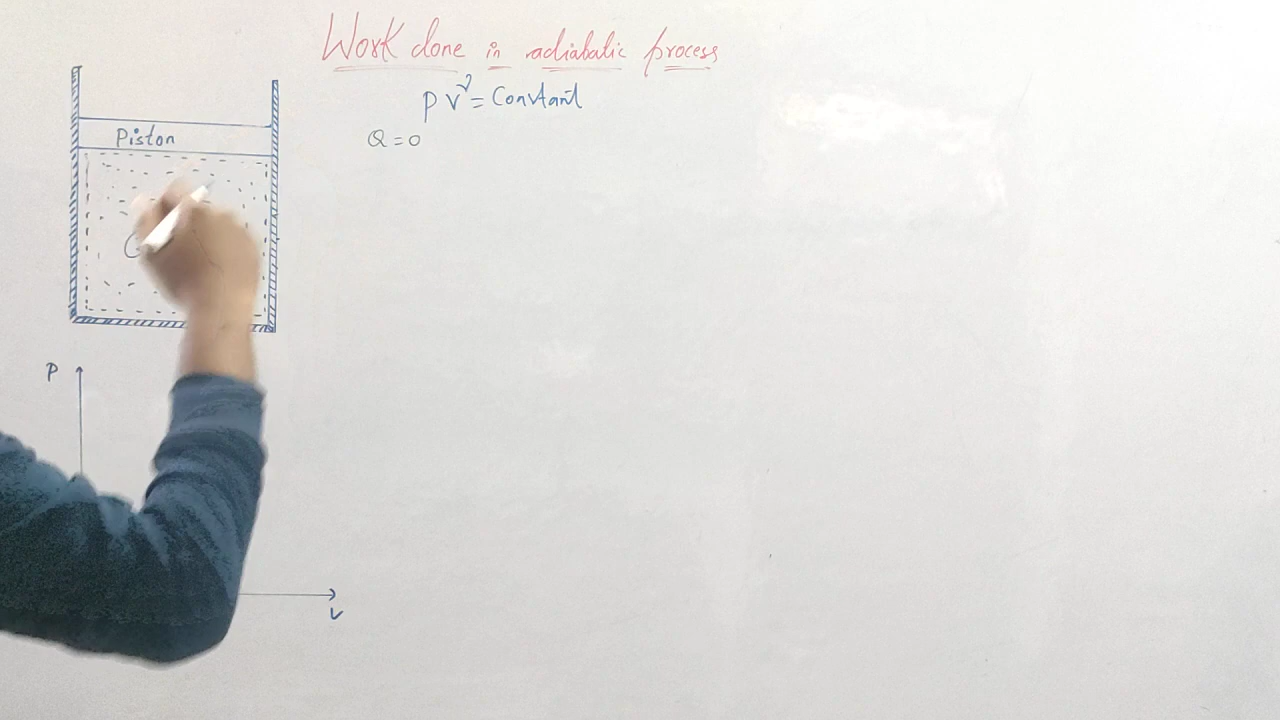 Work done in adiabatic process
PV^γ = Constant
Q = 0
Piston
P
V